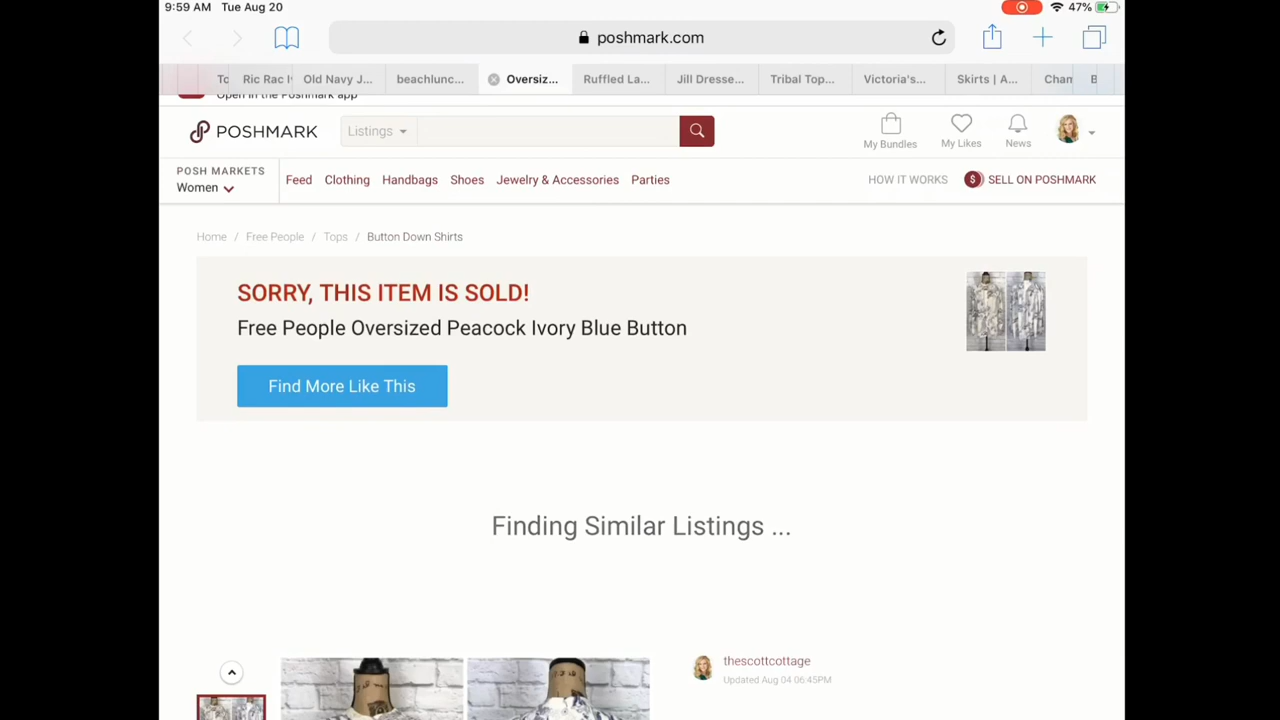 9:59 AM Tue Aug 20 47%
poshmark.com
Tc Ric Rac Old Navy J... beachlunc... Oversiz... Ruffled La... Jill Dresse... Tribal Top... Victoria's... Skirts | A... Chan B
Open in the Poshmark app
POSHMARK Listings My Bundles My Likes News
POSH MARKETS
Women Feed Clothing Handbags Shoes Jewelry & Accessories Parties HOW IT WORKS $ SELL ON POSHMARK
Home / Free People / Tops / Button Down Shirts
SORRY, THIS ITEM IS SOLD!
Free People Oversized Peacock Ivory Blue Button
Find More Like This
Finding Similar Listings ...
thescottcottage
Updated Aug 04 06:45PM